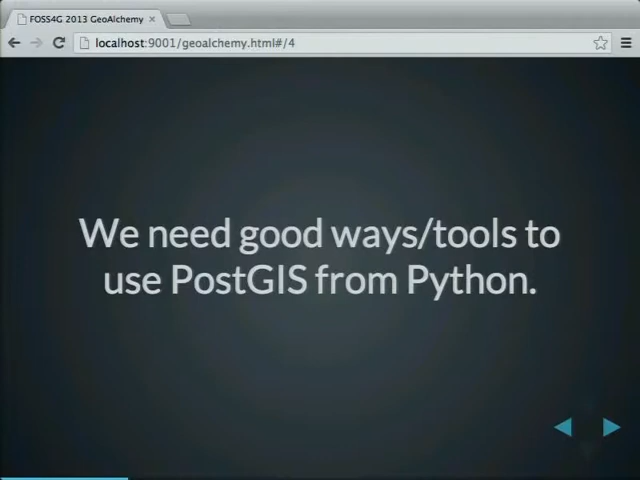 FOSS4G 2013 GeoAlchemy
localhost:9001/geoalchemy.html#/4
We need good ways/tools to
use PostGIS from Python.